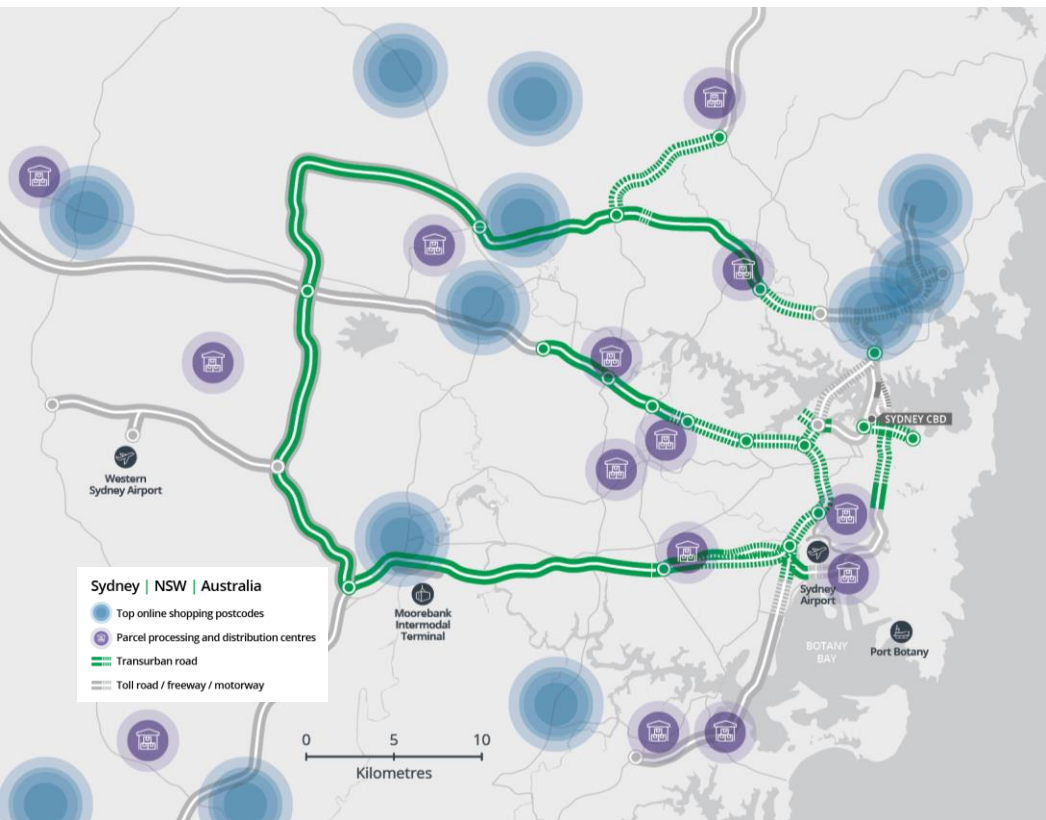 SYDNEY CBD
Western
Sydney Airport
Sydney | NSW | Australia
Top online shopping postcodes
Parcel processing and distribution centres
Transurban road
Toll road / freeway / motorway
Moorebank
Intermodal
Terminal
Sydney
Airport
BOTANY
BAY
Port Botany
0 5 10
Kilometres